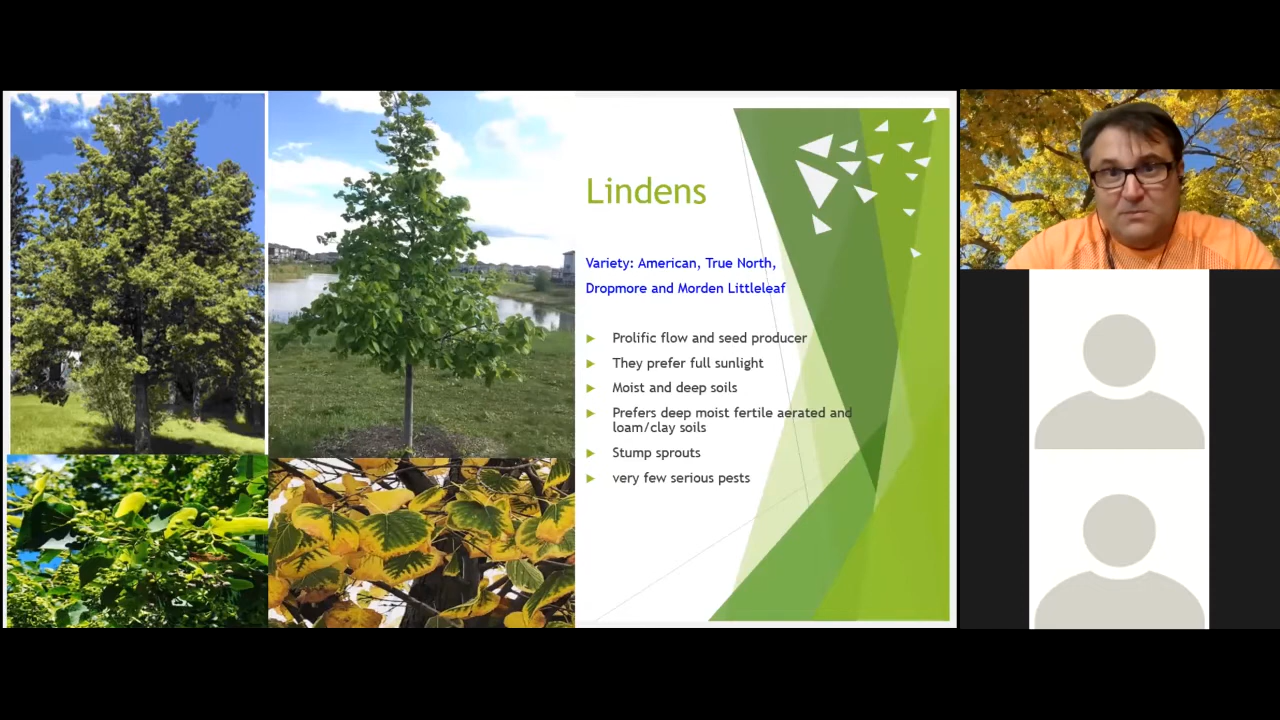 Lindens
Variety: American, True North,
Dropmore and Morden Littleleaf
Prolific flow and seed producer
They prefer full sunlight
Moist and deep soils
Prefers deep moist fertile aerated and
loam/clay soils
Stump sprouts
very few serious pests